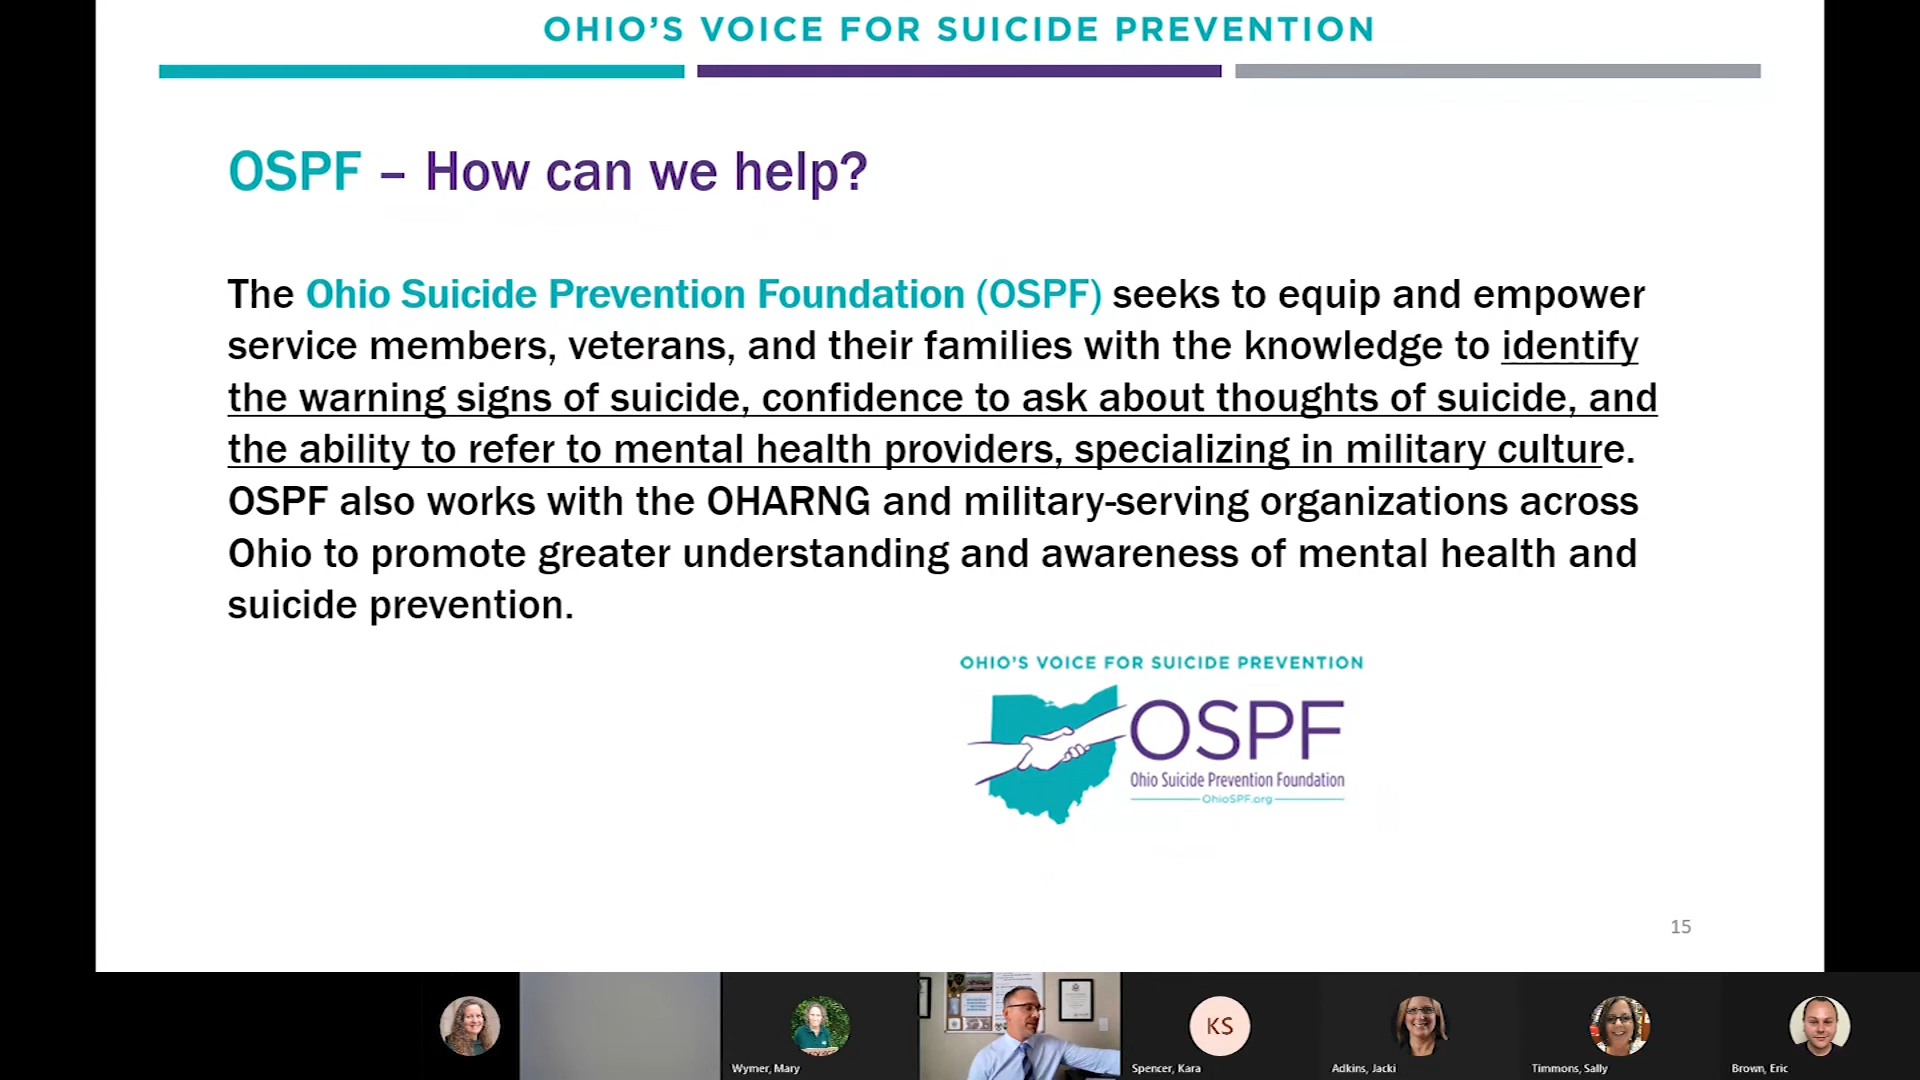 OHIO'S VOICE FOR SUICIDE PREVENTION
OSPF – How can we help?
The Ohio Suicide Prevention Foundation (OSPF) seeks to equip and empower
service members, veterans, and their families with the knowledge to identify
the warning signs of suicide, confidence to ask about thoughts of suicide, and
the ability to refer to mental health providers, specializing in military culture.
OSPF also works with the OHARNG and military-serving organizations across
Ohio to promote greater understanding and awareness of mental health and
suicide prevention.
OHIO'S VOICE FOR SUICIDE PREVENTION
OSPF
Ohio Suicide Prevention Foundation
OhioSPF.org
15
KS
Wymer, Mary
Spencer, Kara
Adkins, Jacki
Timmons, Sally
Brown, Eric